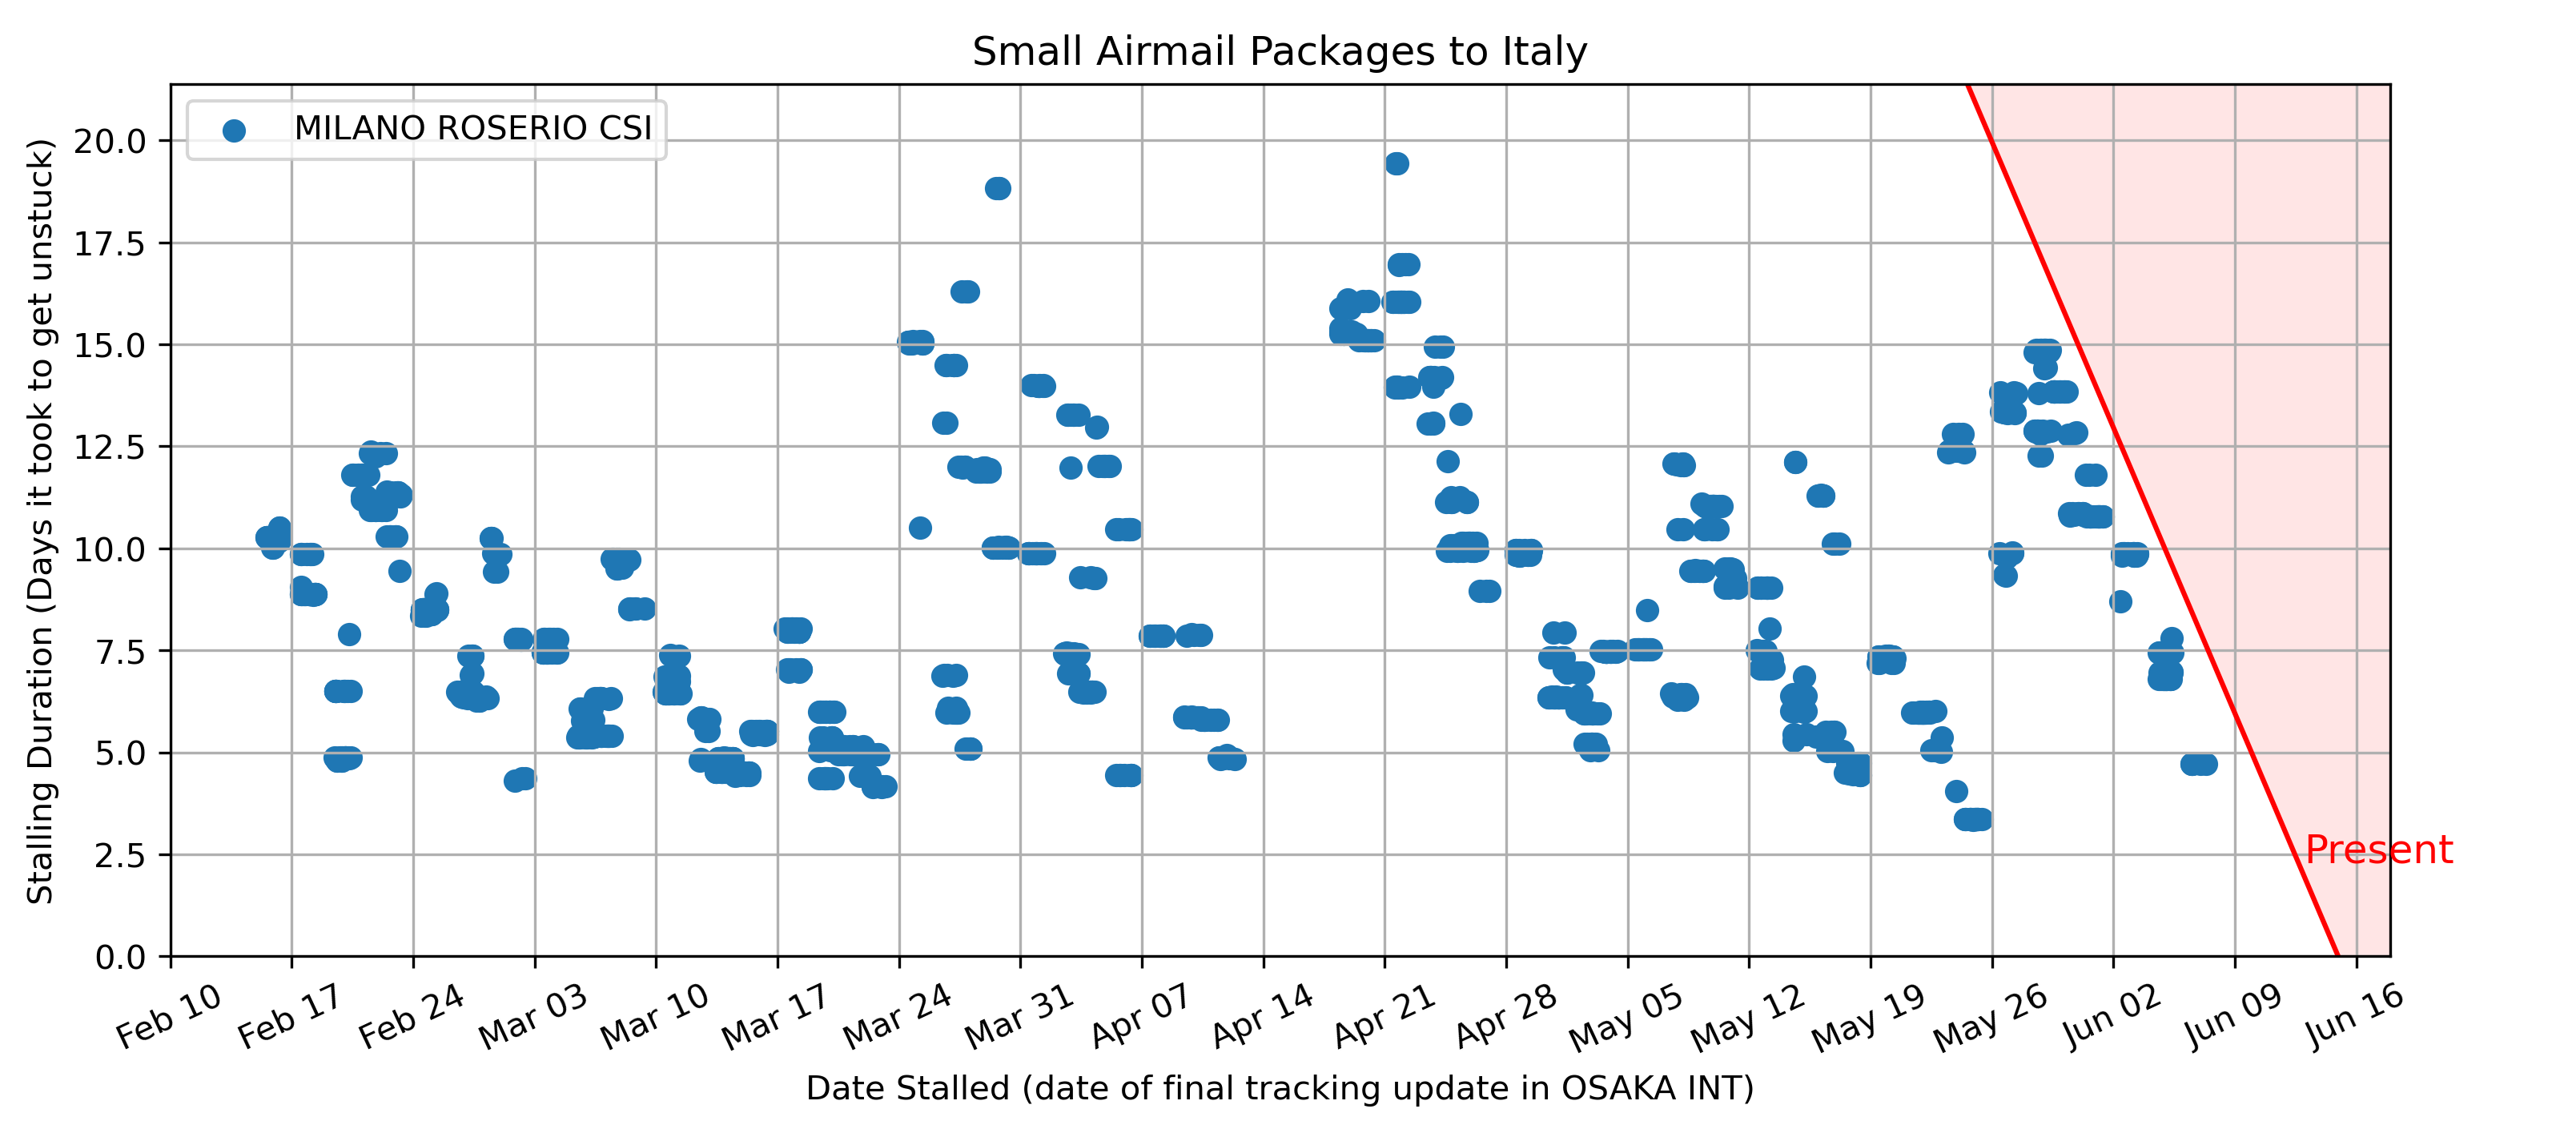 Small Airmail Packages to Italy
MILANO ROSERIO CSI
Stalling Duration (Days it took to get unstuck)
20.0
17.5
15.0
12.5
10.0
7.5
5.0
2.5
0.0
Present
Feb 10 Feb 17 Feb 24 Mar 03 Mar 10 Mar 17 Mar 24 Mar 31 Apr 07 Apr 14 Apr 21 Apr 28 May 05 May 12 May 19 May 26 Jun 02 Jun 09 Jun 16
Date Stalled (date of final tracking update in OSAKA INT)